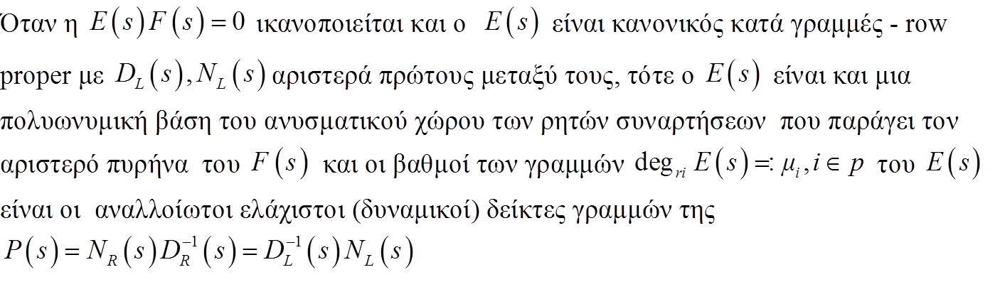 Όταν η E(s)F(s)=0 ικανοποιείται και ο E(s) είναι κανονικός κατά γραμμές - row
proper με D_L(s),N_L(s) αριστερά πρώτους μεταξύ τους, τότε ο E(s) είναι και μια
πολυωνυμική βάση του ανυσματικού χώρου των ρητών συναρτήσεων που παράγει τον
αριστερό πυρήνα του F(s) και οι βαθμοί των γραμμών deg_{ri} E(s)=:μ_i,i∈p του E(s)
είναι οι αναλλοίωτοι ελάχιστοι (δυναμικοί) δείκτες γραμμών της
P(s)=N_R(s)D_R^{-1}(s)=D_L^{-1}(s)N_L(s)